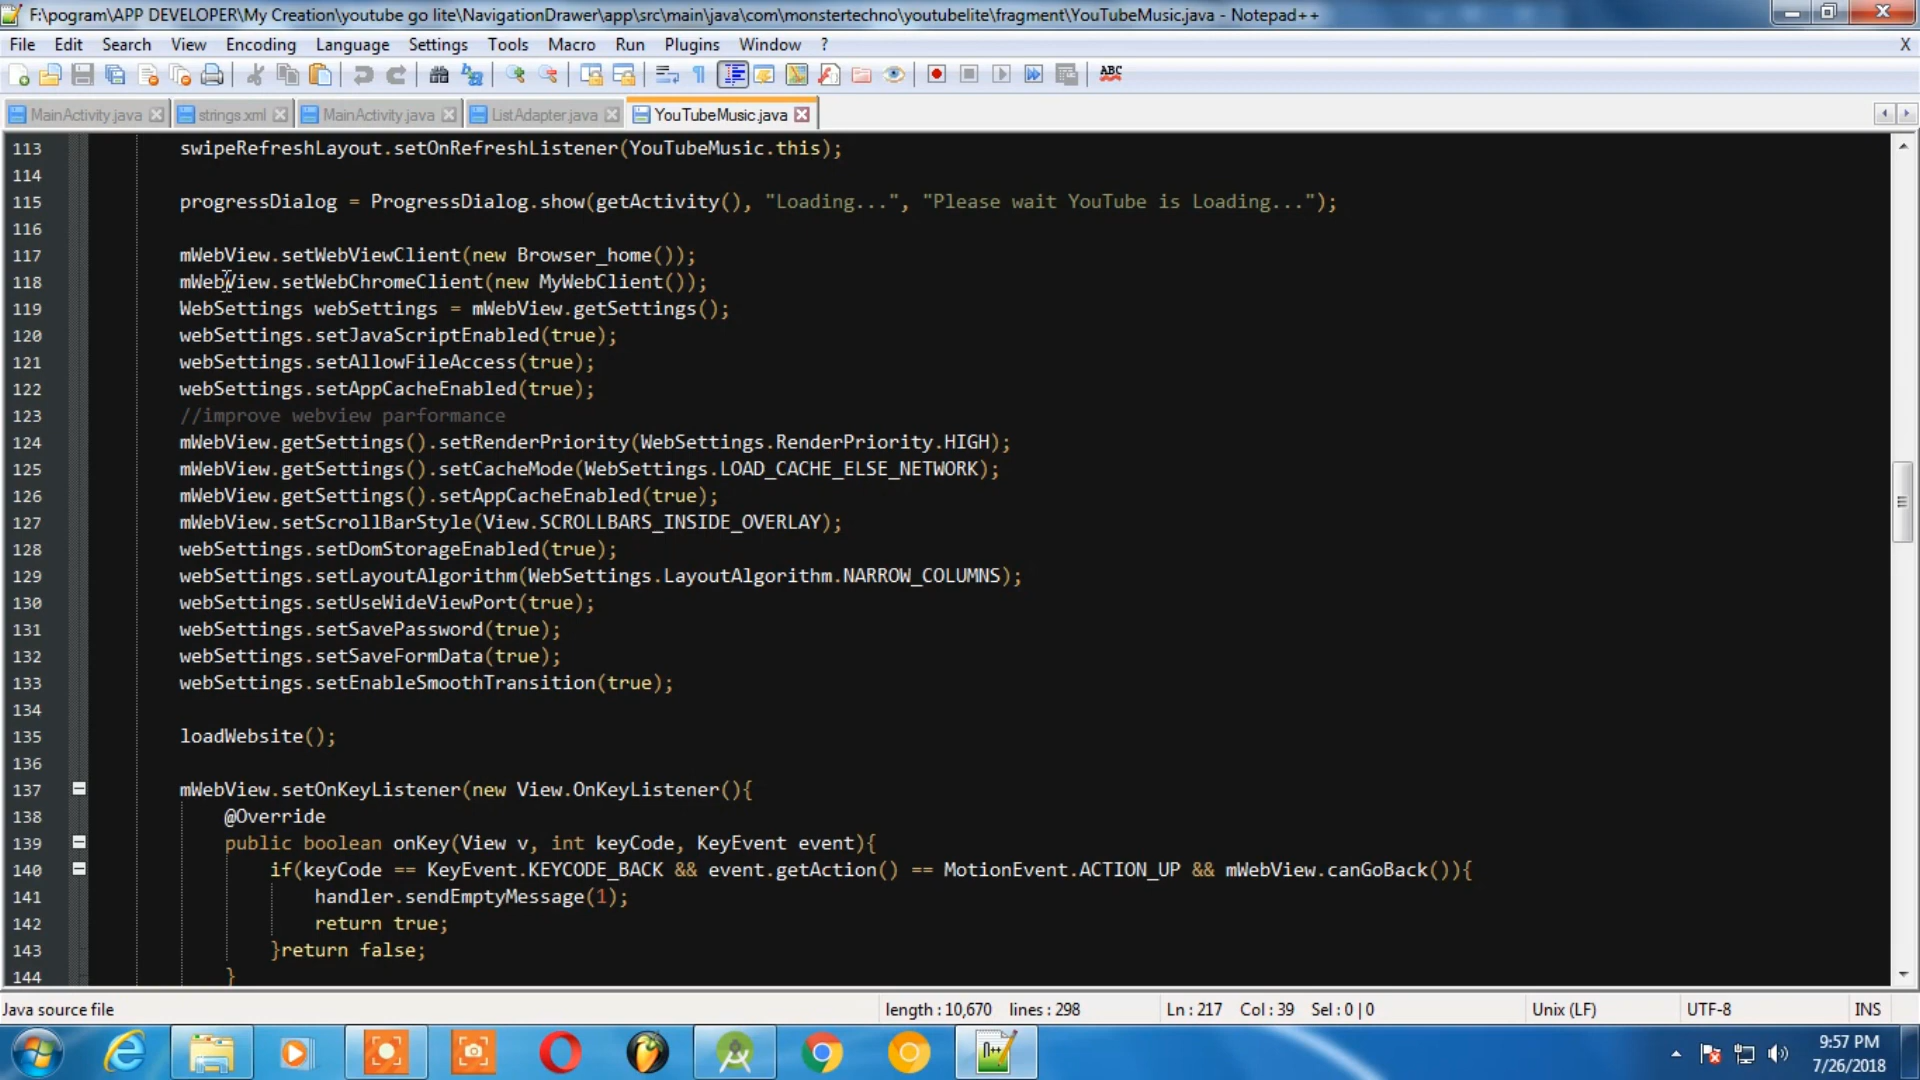 F:\pogram\APP DEVELOPER\My Creation\youtube go lite\NavigationDrawer\app\src\main\java\com\monstertechno\youtubelite\fragment\YouTubeMusic.java - Notepad++
File Edit Search View Encoding Language Settings Tools Macro Run Plugins Window ? X
MainActivity.java strings.xml MainActivity.java ListAdapter.java YouTubeMusic.java
113 swipeRefreshLayout.setOnRefreshListener(YouTubeMusic.this);
114
115 progressDialog = ProgressDialog.show(getActivity(), "Loading...", "Please wait YouTube is Loading...");
116
117 mWebView.setWebViewClient(new Browser_home());
118 mWebView.setWebChromeClient(new MyWebClient());
119 WebSettings webSettings = mWebView.getSettings();
120 webSettings.setJavaScriptEnabled(true);
121 webSettings.setAllowFileAccess(true);
122 webSettings.setAppCacheEnabled(true);
123 //improve webview parformance
124 mWebView.getSettings().setRenderPriority(WebSettings.RenderPriority.HIGH);
125 mWebView.getSettings().setCacheMode(WebSettings.LOAD_CACHE_ELSE_NETWORK);
126 mWebView.getSettings().setAppCacheEnabled(true);
127 mWebView.setScrollBarStyle(View.SCROLLBARS_INSIDE_OVERLAY);
128 webSettings.setDomStorageEnabled(true);
129 webSettings.setLayoutAlgorithm(WebSettings.LayoutAlgorithm.NARROW_COLUMNS);
130 webSettings.setUseWideViewPort(true);
131 webSettings.setSavePassword(true);
132 webSettings.setSaveFormData(true);
133 webSettings.setEnableSmoothTransition(true);
134
135 loadWebsite();
136
137 mWebView.setOnKeyListener(new View.OnKeyListener(){
138 @Override
139 public boolean onKey(View v, int keyCode, KeyEvent event){
140 if(keyCode == KeyEvent.KEYCODE_BACK && event.getAction() == MotionEvent.ACTION_UP && mWebView.canGoBack()){
141 handler.sendEmptyMessage(1);
142 return true;
143 }return false;
144 }
Java source file length : 10,670 lines : 298 Ln : 217 Col : 39 Sel : 0 | 0 Unix (LF) UTF-8 INS
9:57 PM
7/26/2018